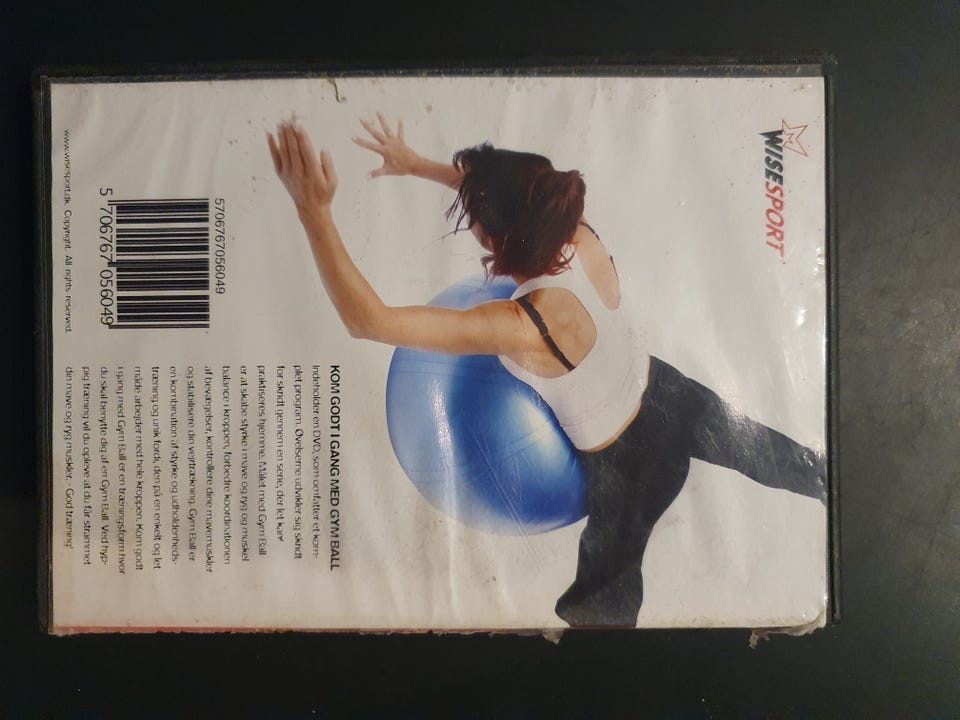 WISESPORT
KOM GODT I GANG MED GYM BALL
Indeholder en DVD, som omfatter et kom-
plet program. Øvelserne udvikler sig skridt
for skridt gennem en serie, der let kan
praktiseres hjemme. Målet med Gym Ball
er at skabe styrke i mave og ryg og muskel
balance i kroppen, forbedre koordinationen
af bevægelser, kontrollere dine mavemuskler
og stabilisere din vejrtrækning. Gym Ball er
en kombination af styrke og udholdenheds-
træning og unik fordi, den på en enkelt og let
måde arbejder med hele kroppen. Kom godt
i gang med Gym Ball er en træningsform hvor
du skal benytte dig af en Gym Ball. Ved hyp-
pig træning vil du opleve at du får strammet
din mave og ryg muskler. - God træning!
5706767056049
5 706767 056049
www.wisesport.dk. Copyright. All rights reserved.